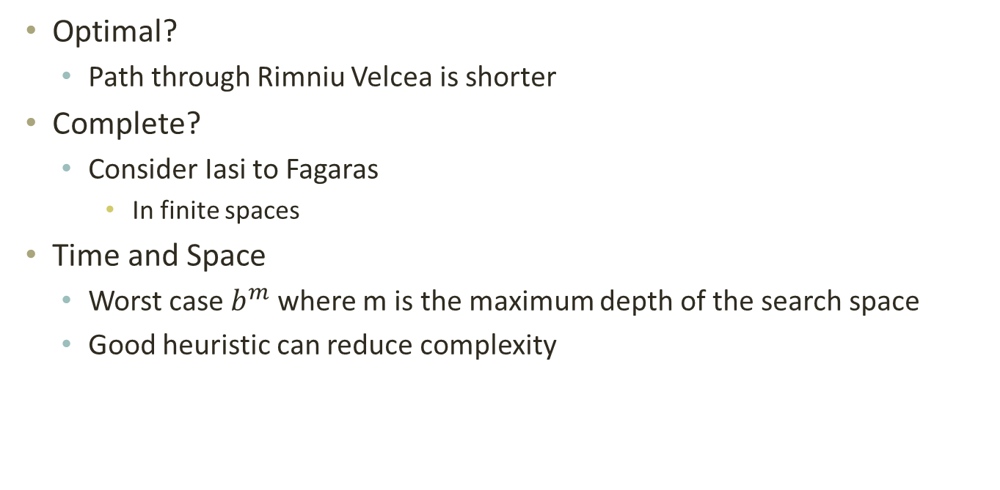 Optimal?
Path through Rimniu Velcea is shorter
Complete?
Consider Iasi to Fagaras
In finite spaces
Time and Space
Worst case b^m where m is the maximum depth of the search space
Good heuristic can reduce complexity